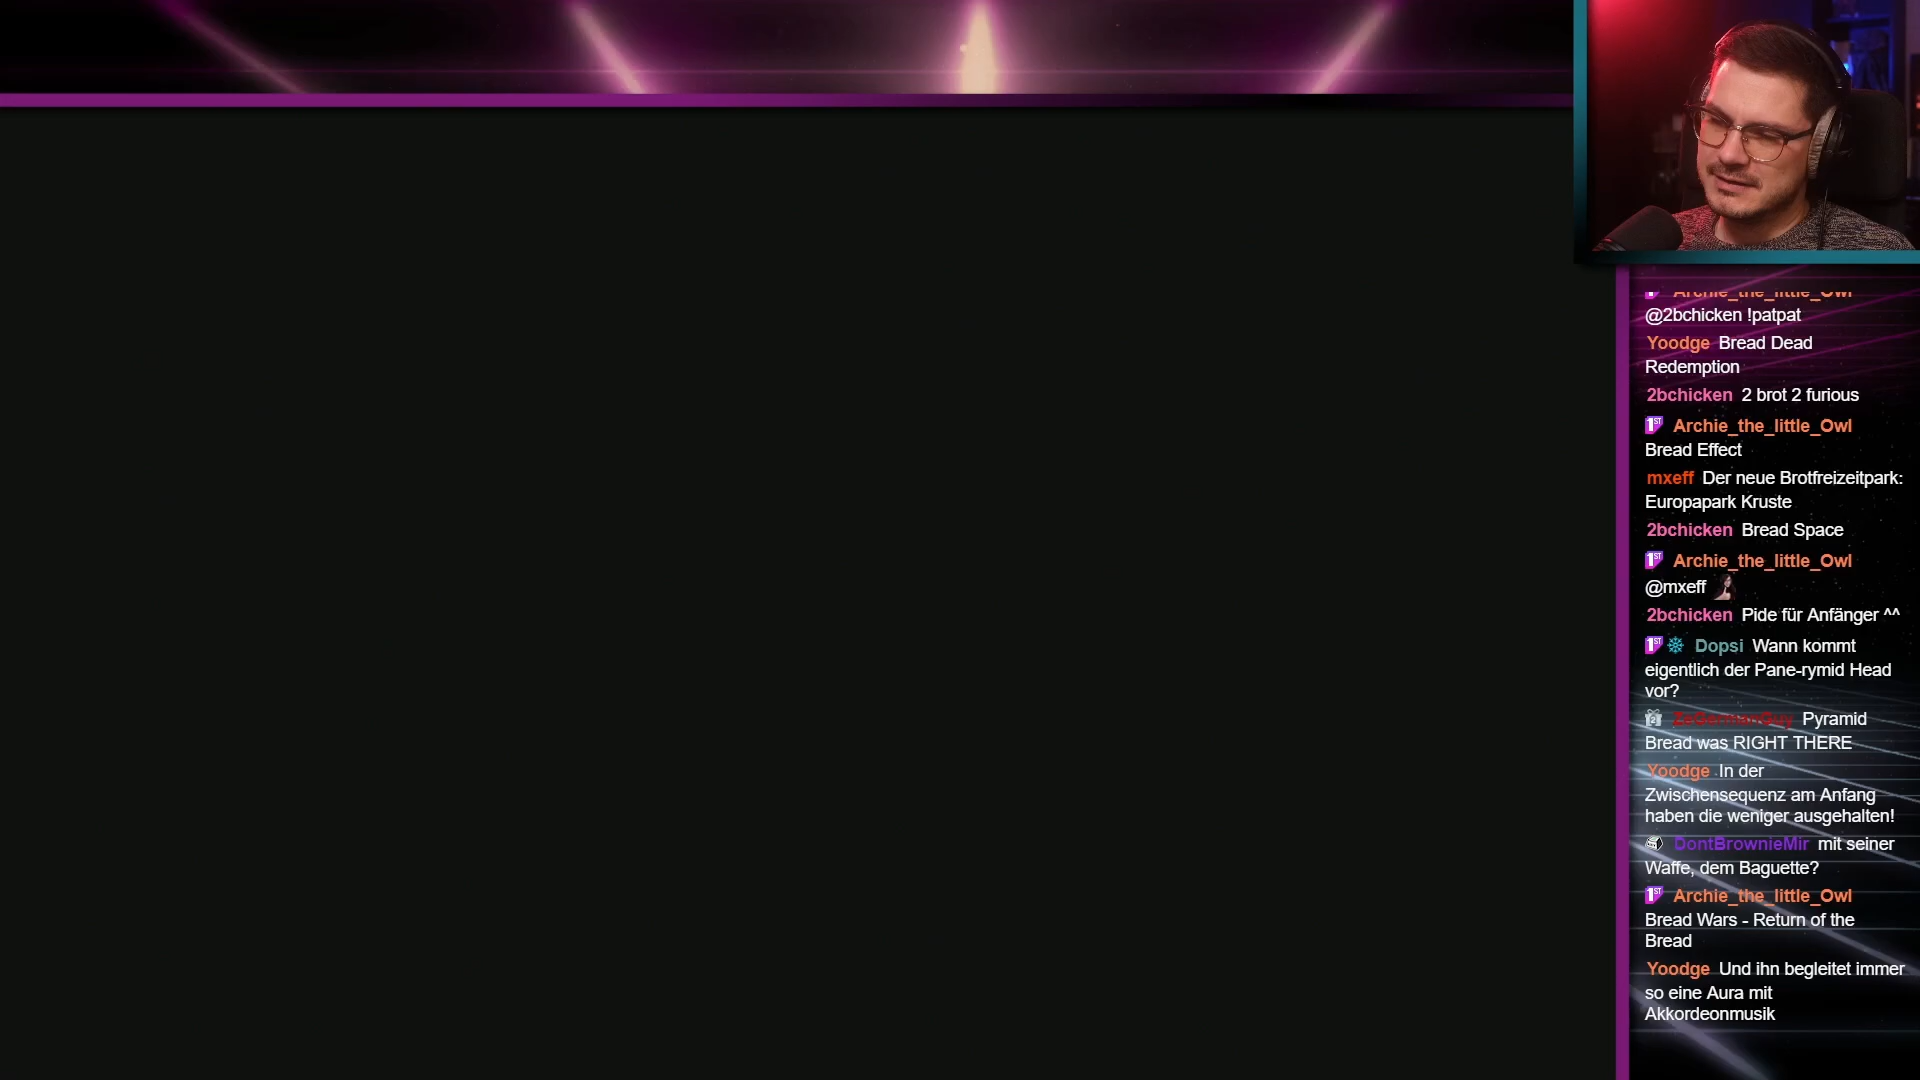 Archie_the_little_Owl
@2bchicken !patpat
Yoodge Bread Dead
Redemption
2bchicken 2 brot 2 furious
Archie_the_little_Owl
Bread Effect
mxeff Der neue Brotfreizeitpark:
Europapark Kruste
2bchicken Bread Space
Archie_the_little_Owl
@mxeff
2bchicken Pide für Anfänger ^^
Dopsi Wann kommt
eigentlich der Pane-rymid Head
vor?
ZeGermanGuy Pyramid
Bread was RIGHT THERE
Yoodge In der
Zwischensequenz am Anfang
haben die weniger ausgehalten!
DontBrownieMir mit seiner
Waffe, dem Baguette?
Archie_the_little_Owl
Bread Wars - Return of the
Bread
Yoodge Und ihn begleitet immer
so eine Aura mit
Akkordeonmusik